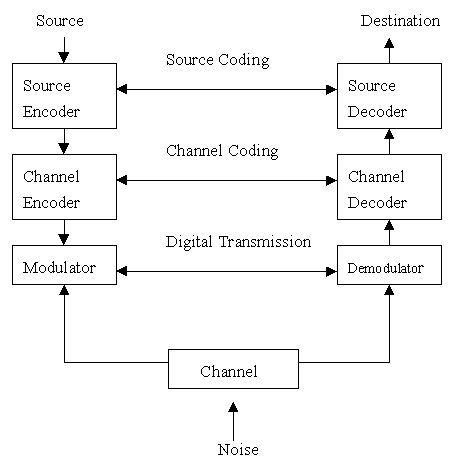 Source
Destination
Source Coding
Source
Encoder
Source
Decoder
Channel Coding
Channel
Encoder
Channel
Decoder
Digital Transmission
Modulator
Demodulator
Channel
Noise